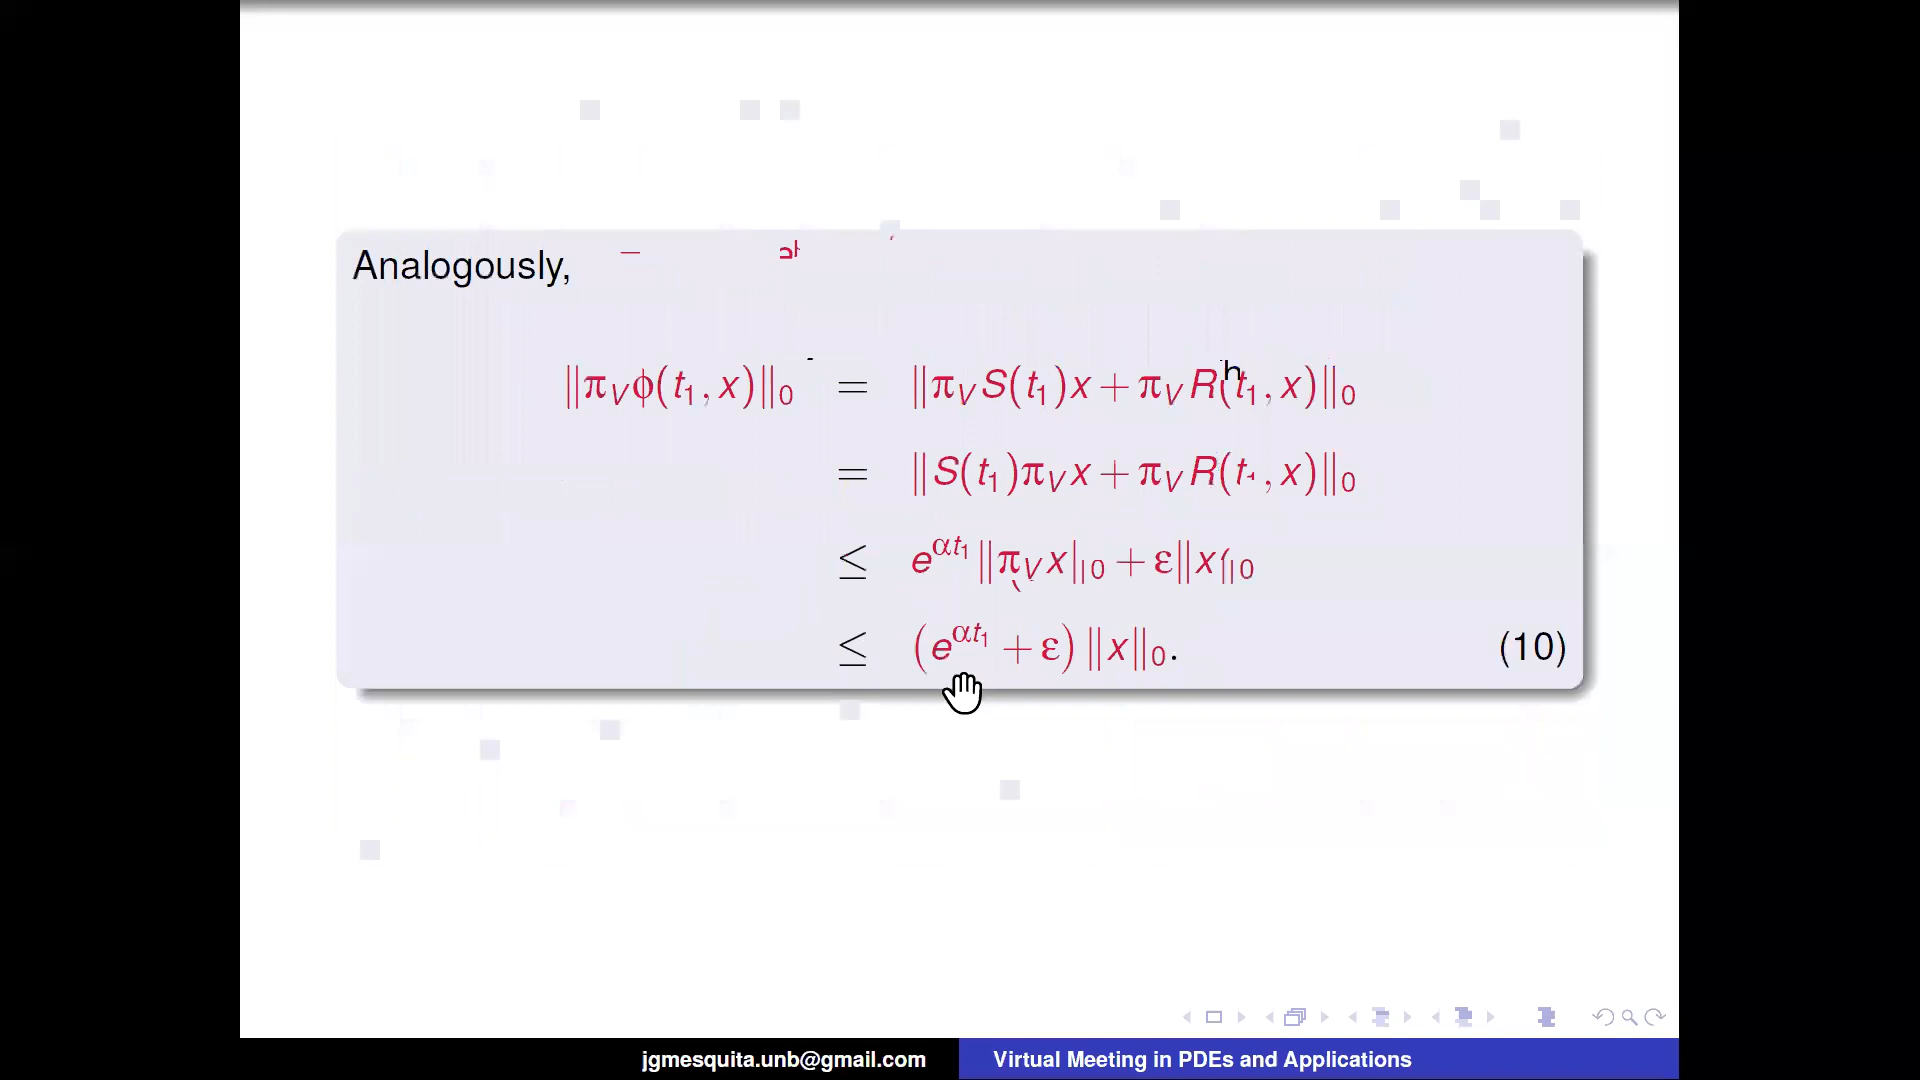 Analogously,
‖π_V ϕ(t₁, x)‖₀ = ‖π_V S(t₁)x + π_V R(t₁, x)‖₀
= ‖S(t₁)π_V x + π_V R(t₁, x)‖₀
≤ e^{αt₁} ‖π_V x‖₀ + ε‖x‖₀
≤ (e^{αt₁} + ε) ‖x‖₀. (10)
jgmesquita.unb@gmail.com Virtual Meeting in PDEs and Applications